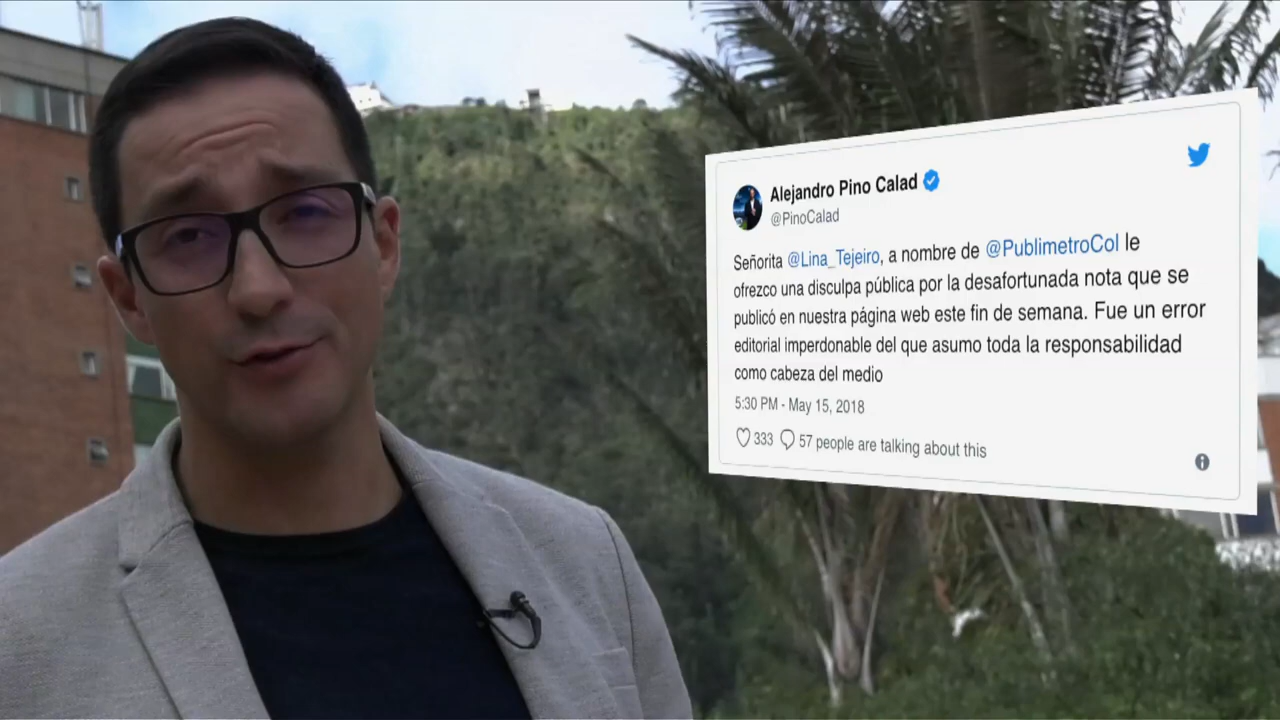 Alejandro Pino Calad
@PinoCalad
Señorita @Lina_Tejeiro, a nombre de @PublimetroCol le
ofrezco una disculpa pública por la desafortunada nota que se
publicó en nuestra página web este fin de semana. Fue un error
editorial imperdonable del que asumo toda la responsabilidad
como cabeza del medio
5:30 PM - May 15, 2018
333 57 people are talking about this